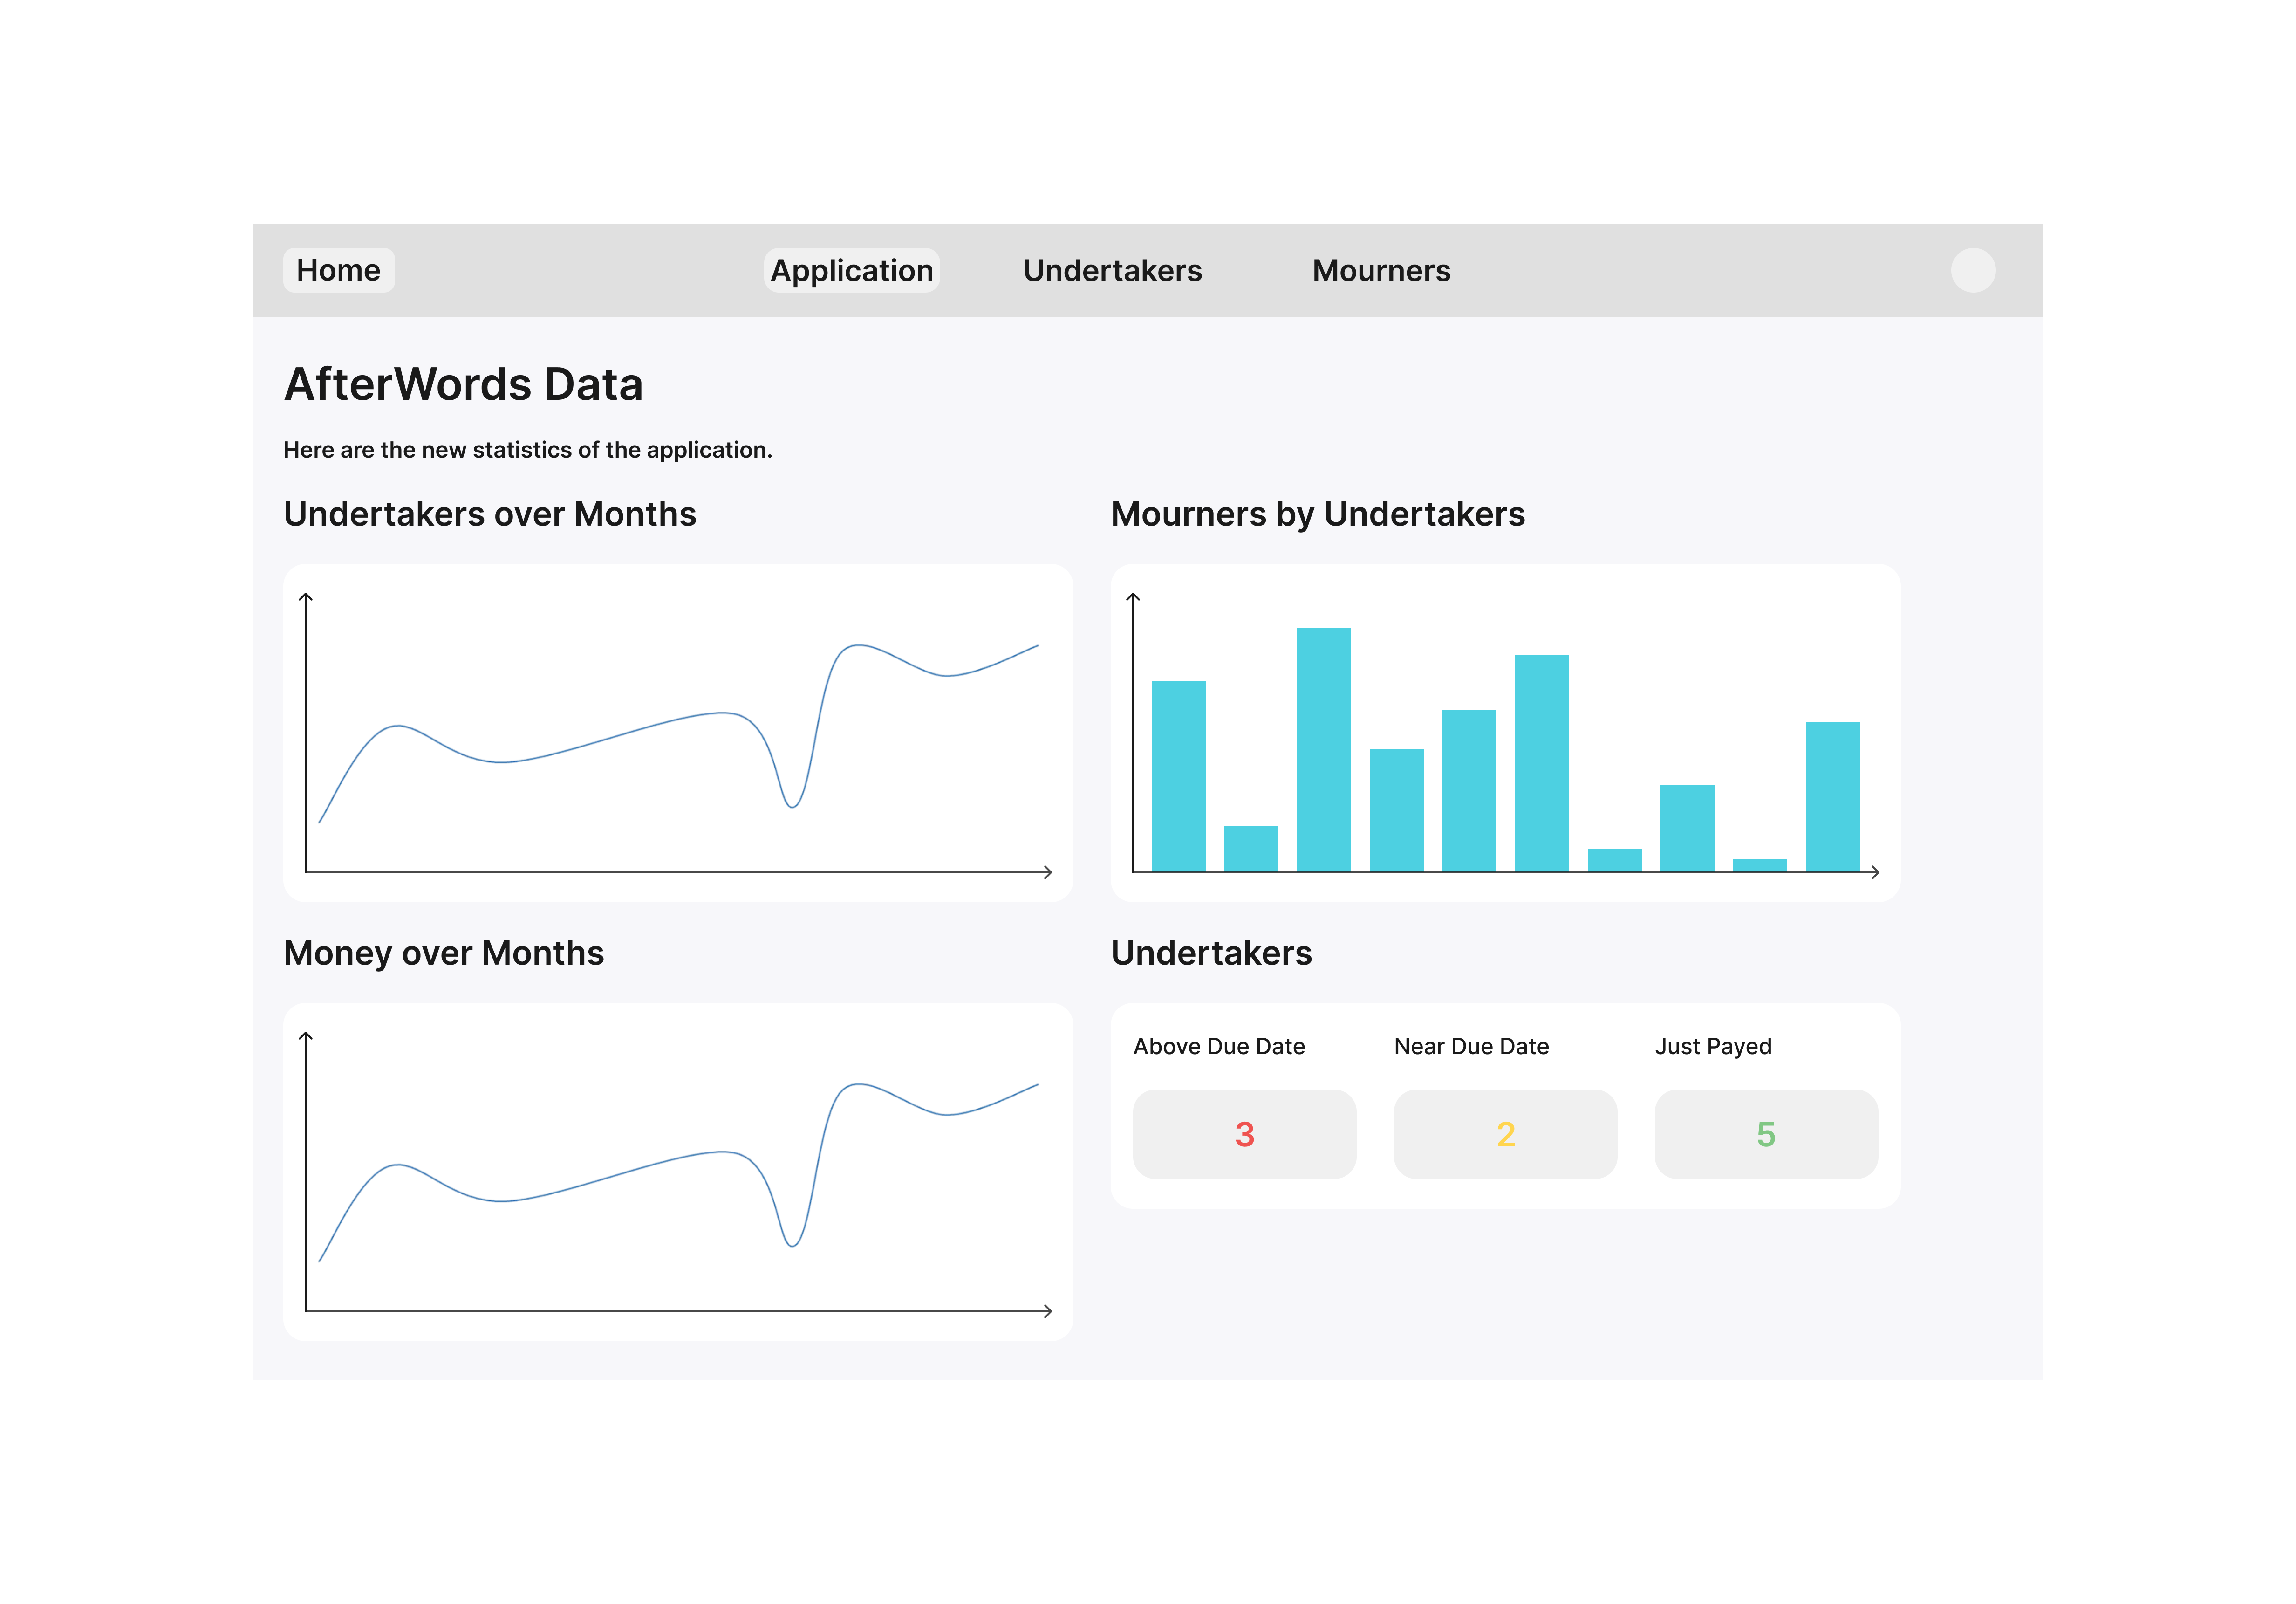 Home
Application
Undertakers
Mourners
AfterWords Data
Here are the new statistics of the application.
Undertakers over Months
Mourners by Undertakers
Money over Months
Undertakers
Above Due Date
Near Due Date
Just Payed
3
2
5